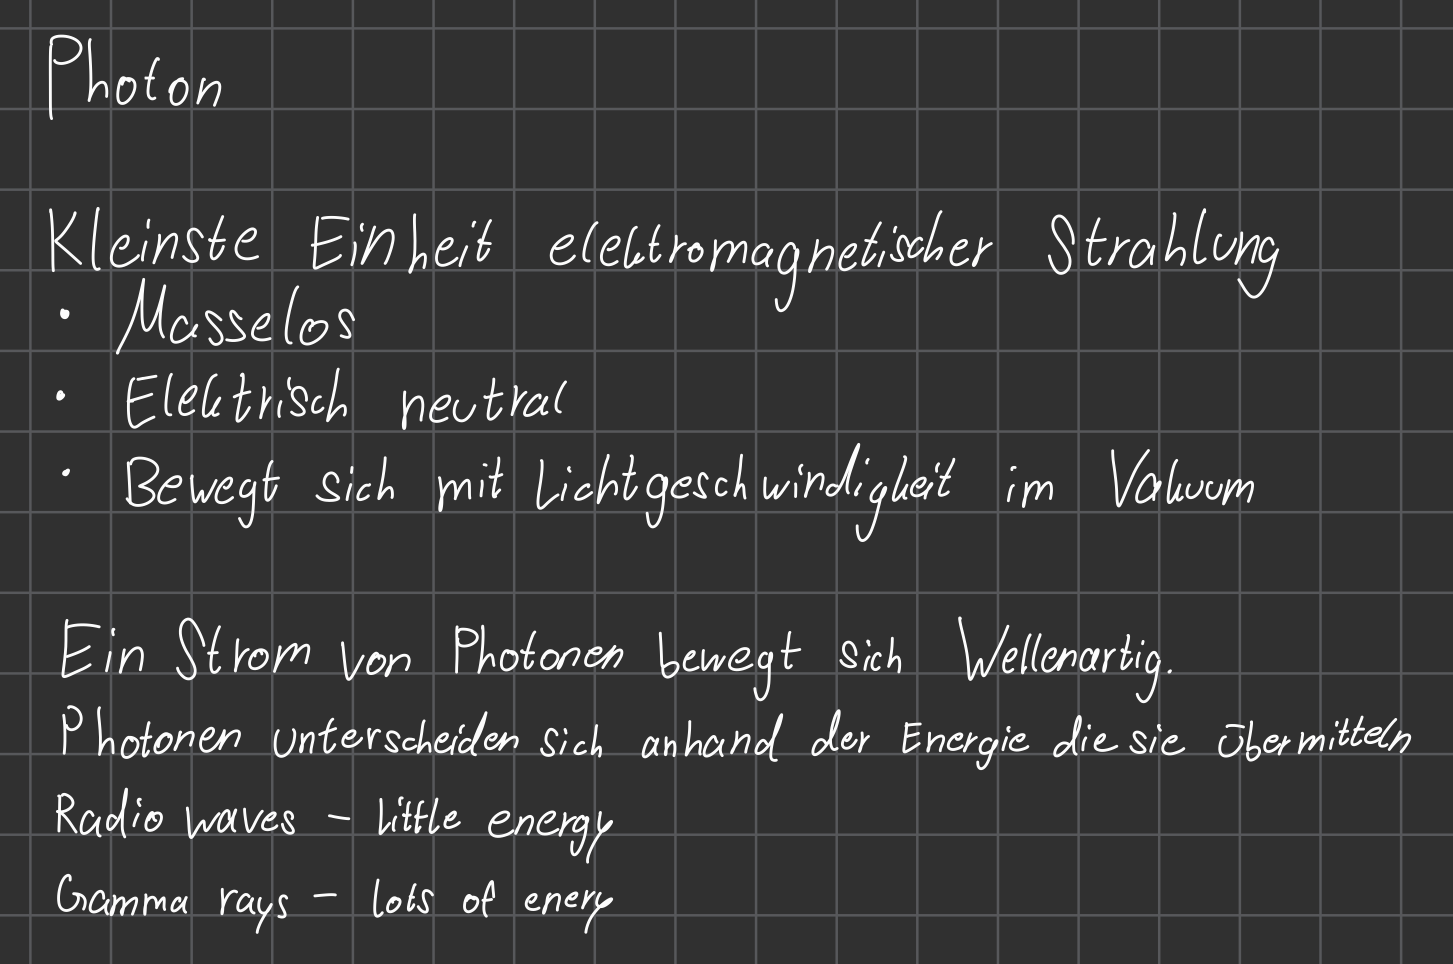 Photon
Kleinste Einheit elektromagnetischer Strahlung
• Masselos
• Elektrisch neutral
• Bewegt sich mit Lichtgeschwindigkeit im Vakuum
Ein Strom von Photonen bewegt sich Wellenartig.
Photonen unterscheiden sich anhand der Energie die sie übermitteln
Radio waves - little energy
Gamma rays - lots of enery